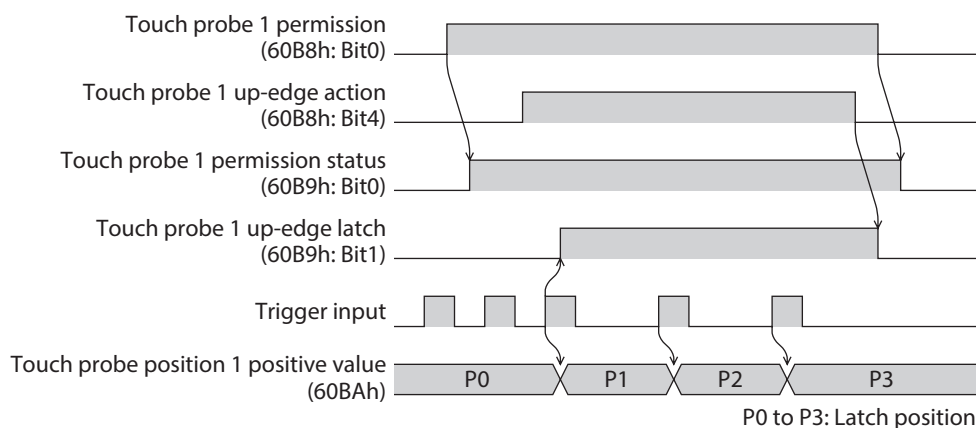 Touch probe 1 permission
(60B8h: Bit0)
Touch probe 1 up-edge action
(60B8h: Bit4)
Touch probe 1 permission status
(60B9h: Bit0)
Touch probe 1 up-edge latch
(60B9h: Bit1)
Trigger input
Touch probe position 1 positive value
(60BAh)
P0 P1 P2 P3
P0 to P3: Latch position